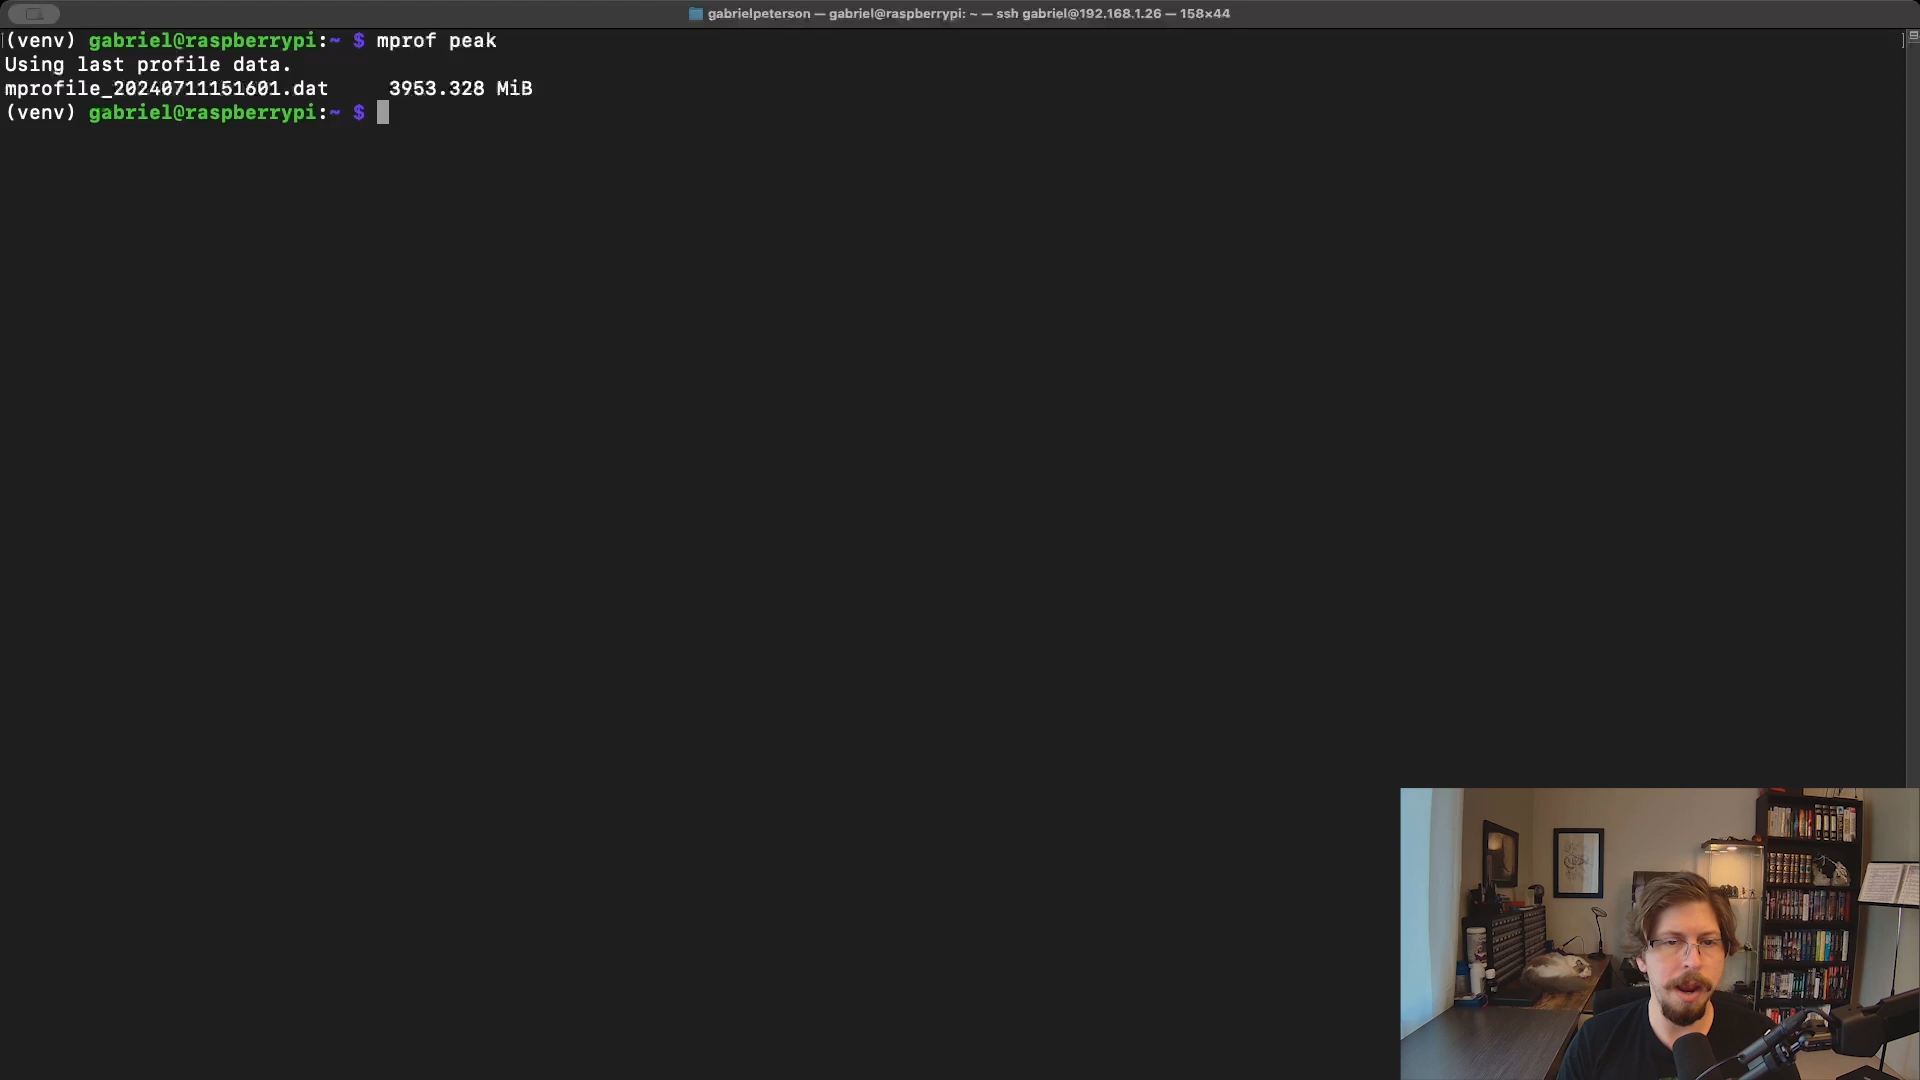 gabrielpeterson — gabriel@raspberrypi: ~ — ssh gabriel@192.168.1.26 — 158×44
(venv) gabriel@raspberrypi:~ $ mprof peak
Using last profile data.
mprofile_20240711151601.dat     3953.328 MiB
(venv) gabriel@raspberrypi:~ $